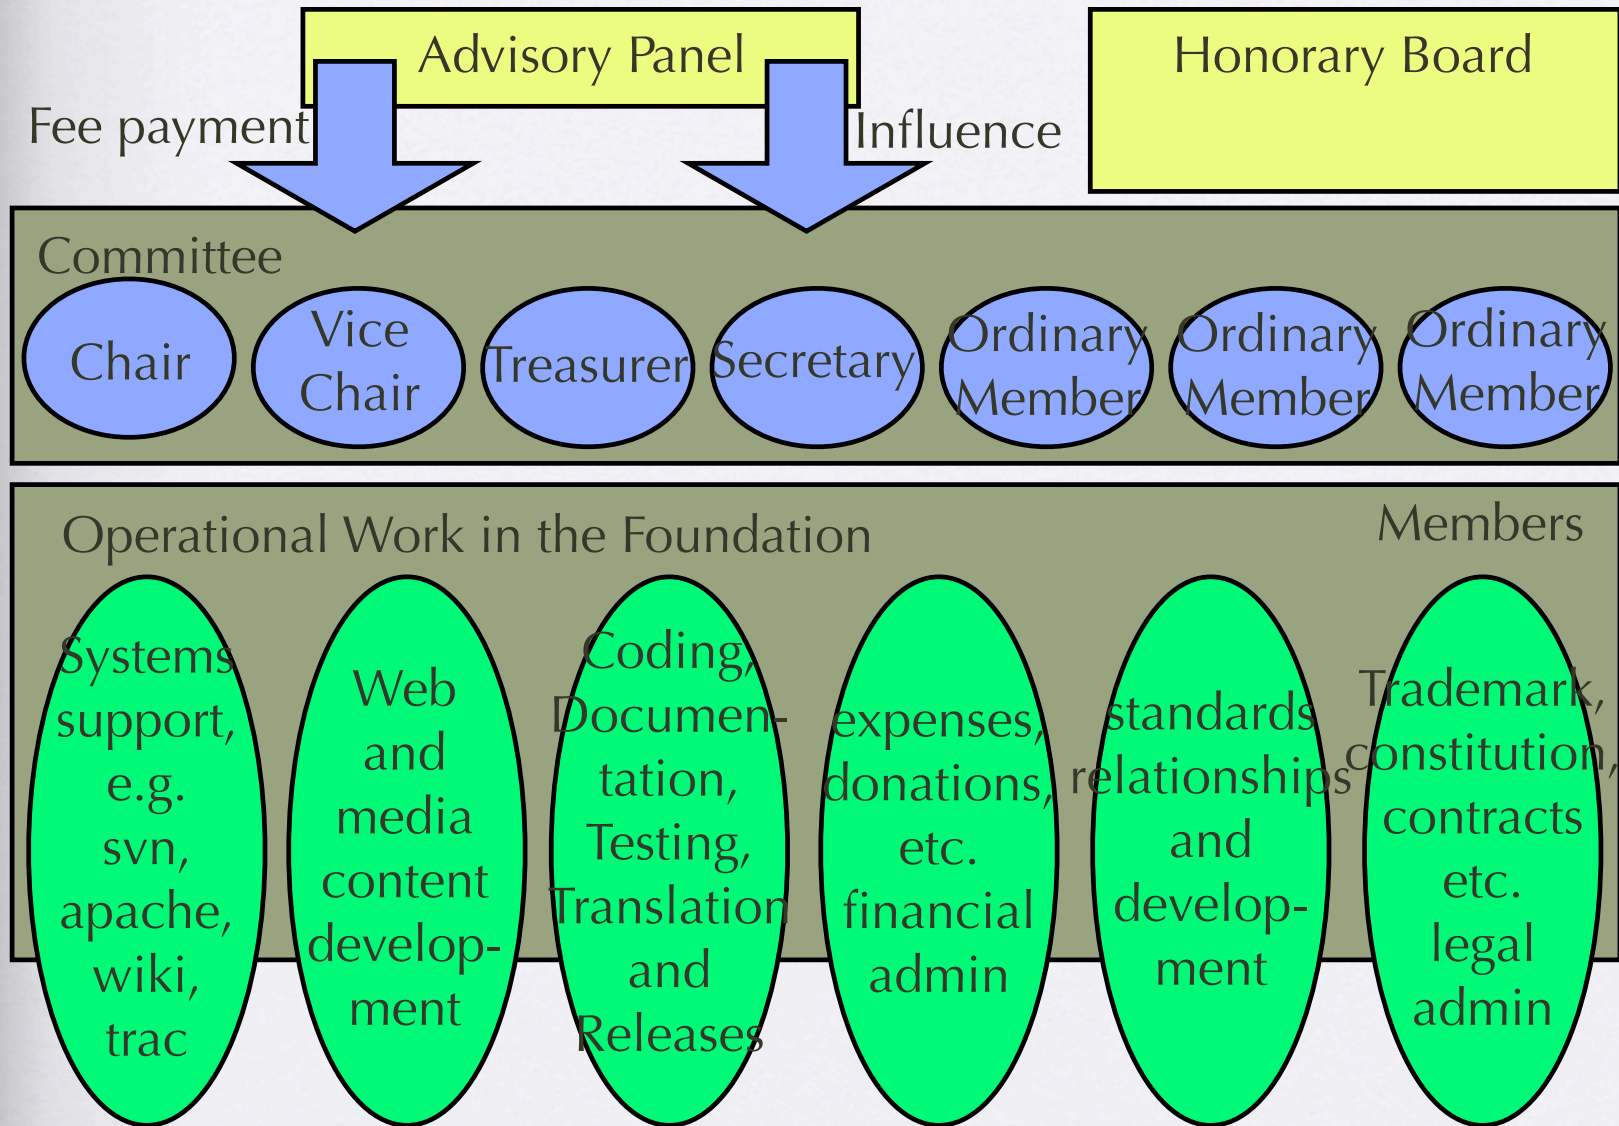 Advisory Panel
Honorary Board
Fee payment
Influence
Committee
Chair
Vice
Chair
Treasurer
Secretary
Ordinary
Member
Ordinary
Member
Ordinary
Member
Operational Work in the Foundation
Members
Systems
support,
e.g.
svn,
apache,
wiki,
trac
Web
and
media
content
develop-
ment
Coding,
Documen-
tation,
Testing,
Translation
and
Releases
expenses,
donations,
etc.
financial
admin
standards
relationships
and
develop-
ment
Trademark,
constitution,
contracts
etc.
legal
admin